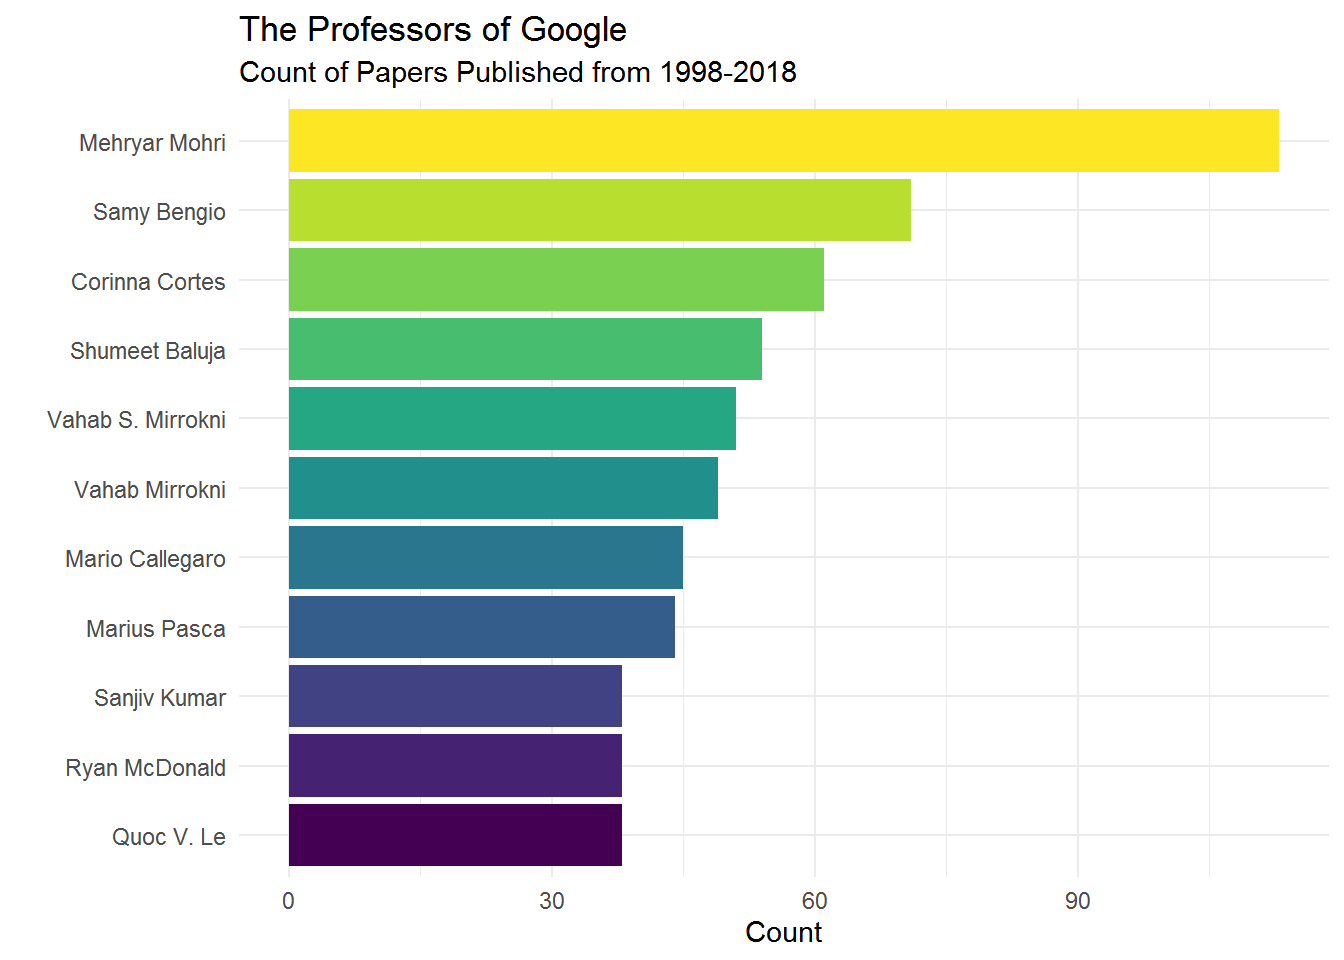 The Professors of Google
Count of Papers Published from 1998-2018
Mehryar Mohri
Samy Bengio
Corinna Cortes
Shumeet Baluja
Vahab S. Mirrokni
Vahab Mirrokni
Mario Callegaro
Marius Pasca
Sanjiv Kumar
Ryan McDonald
Quoc V. Le
0 30 60 90
Count